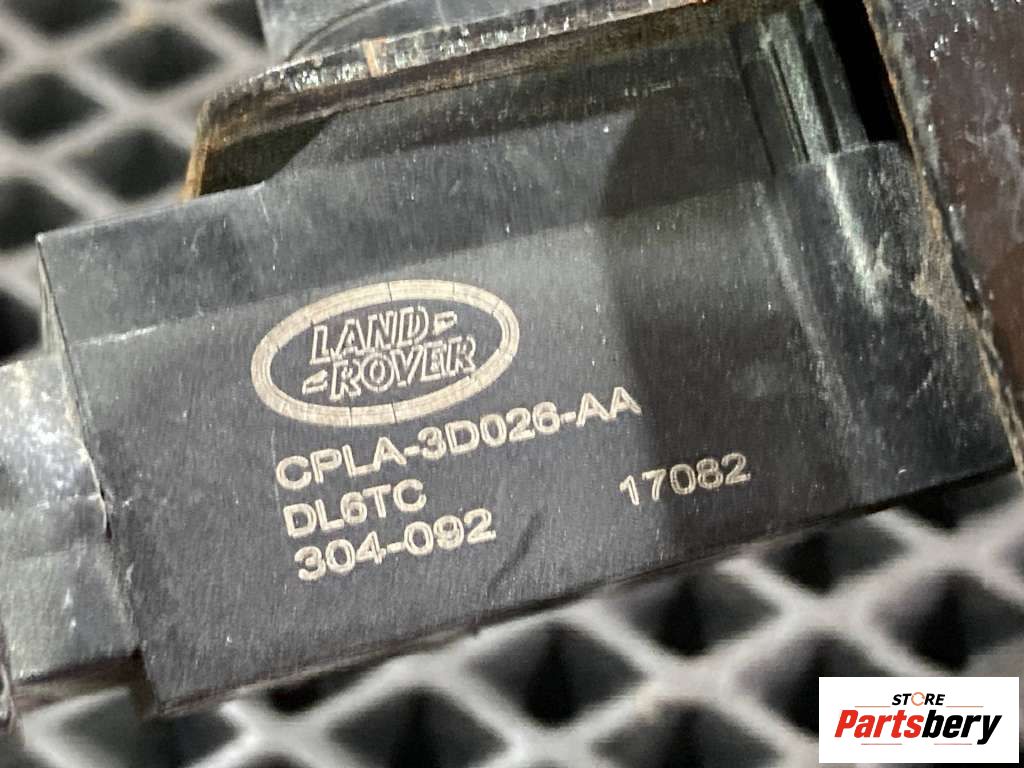 LAND
ROVER
CPLA-3D026-AA
DL6TC
304-092 17082
STORE
Partsbery